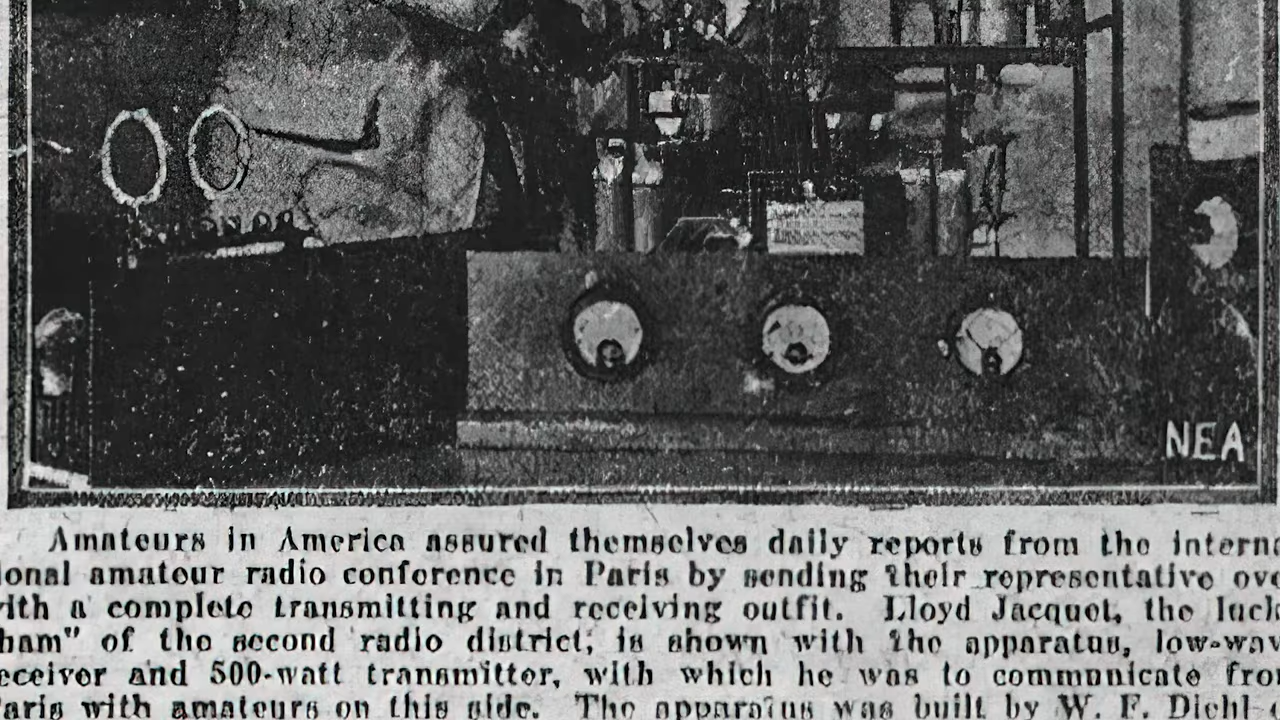 NEA
Amateurs in America assured themselves daily reports from the interna
ional amateur radio conference in Paris by sending their representative ove
ith a complete transmitting and receiving outfit. Lloyd Jacquet, the luck
ham" of the second radio district, is shown with the apparatus, low-wav
eceiver and 500-watt transmitter, with which he was to communicate fro
aris with amateurs on this side. The apparatus was built by W. F. Diehl